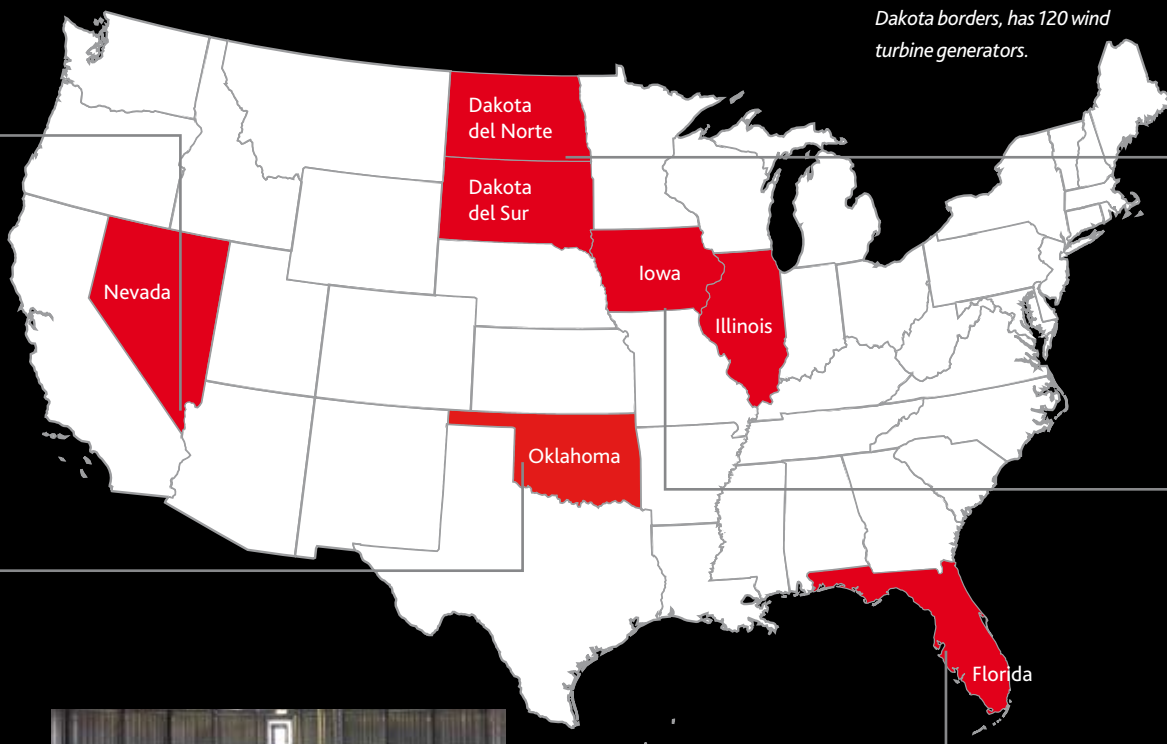 Dakota borders, has 120 wind
turbine generators.
Dakota
del Norte
Dakota
del Sur
Iowa
Nevada
Illinois
Oklahoma
Florida